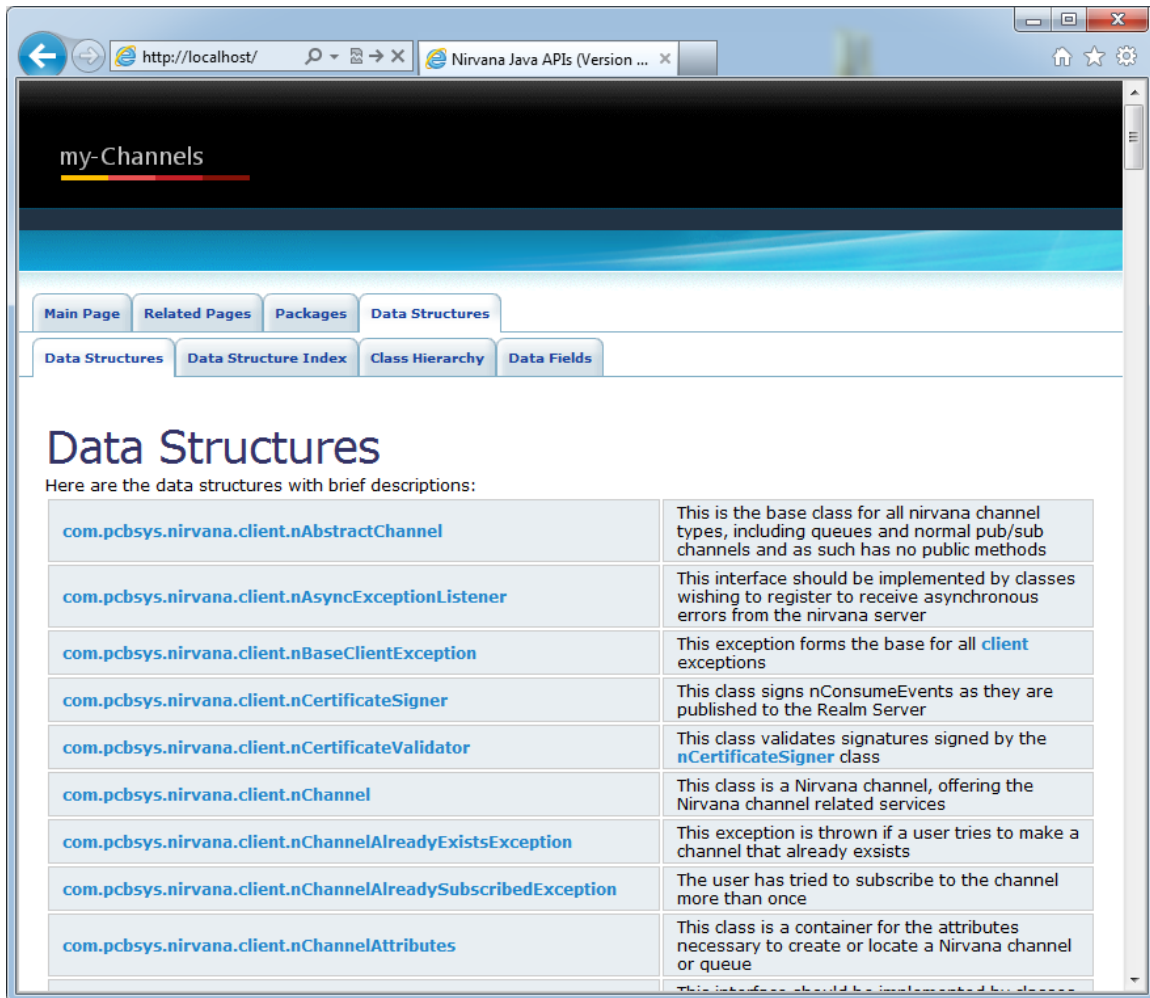 http://localhost/
Nirvana Java APIs (Version ...
my-Channels
Main Page
Related Pages
Packages
Data Structures
Data Structures
Data Structure Index
Class Hierarchy
Data Fields
Data Structures
Here are the data structures with brief descriptions:
com.pcbsys.nirvana.client.nAbstractChannel
This is the base class for all nirvana channel
types, including queues and normal pub/sub
channels and as such has no public methods
com.pcbsys.nirvana.client.nAsyncExceptionListener
This interface should be implemented by classes
wishing to register to receive asynchronous
errors from the nirvana server
com.pcbsys.nirvana.client.nBaseClientException
This exception forms the base for all client
exceptions
com.pcbsys.nirvana.client.nCertificateSigner
This class signs nConsumeEvents as they are
published to the Realm Server
com.pcbsys.nirvana.client.nCertificateValidator
This class validates signatures signed by the
nCertificateSigner class
com.pcbsys.nirvana.client.nChannel
This class is a Nirvana channel, offering the
Nirvana channel related services
com.pcbsys.nirvana.client.nChannelAlreadyExistsException
This exception is thrown if a user tries to make a
channel that already exsists
com.pcbsys.nirvana.client.nChannelAlreadySubscribedException
The user has tried to subscribe to the channel
more than once
com.pcbsys.nirvana.client.nChannelAttributes
This class is a container for the attributes
necessary to create or locate a Nirvana channel
or queue
This interface should be implemented by classes